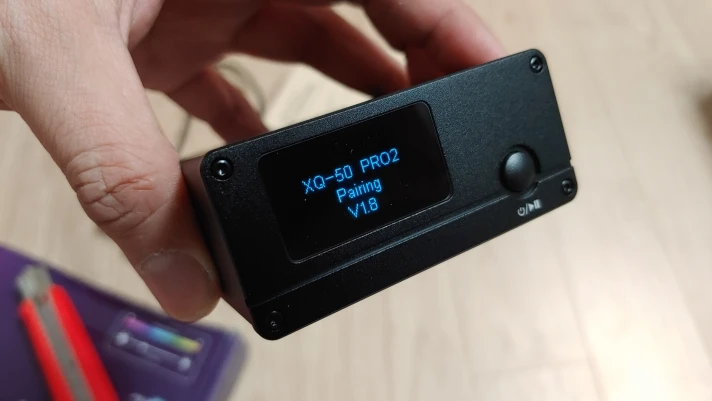 XQ-50 PRO2
Pairing
V1.8